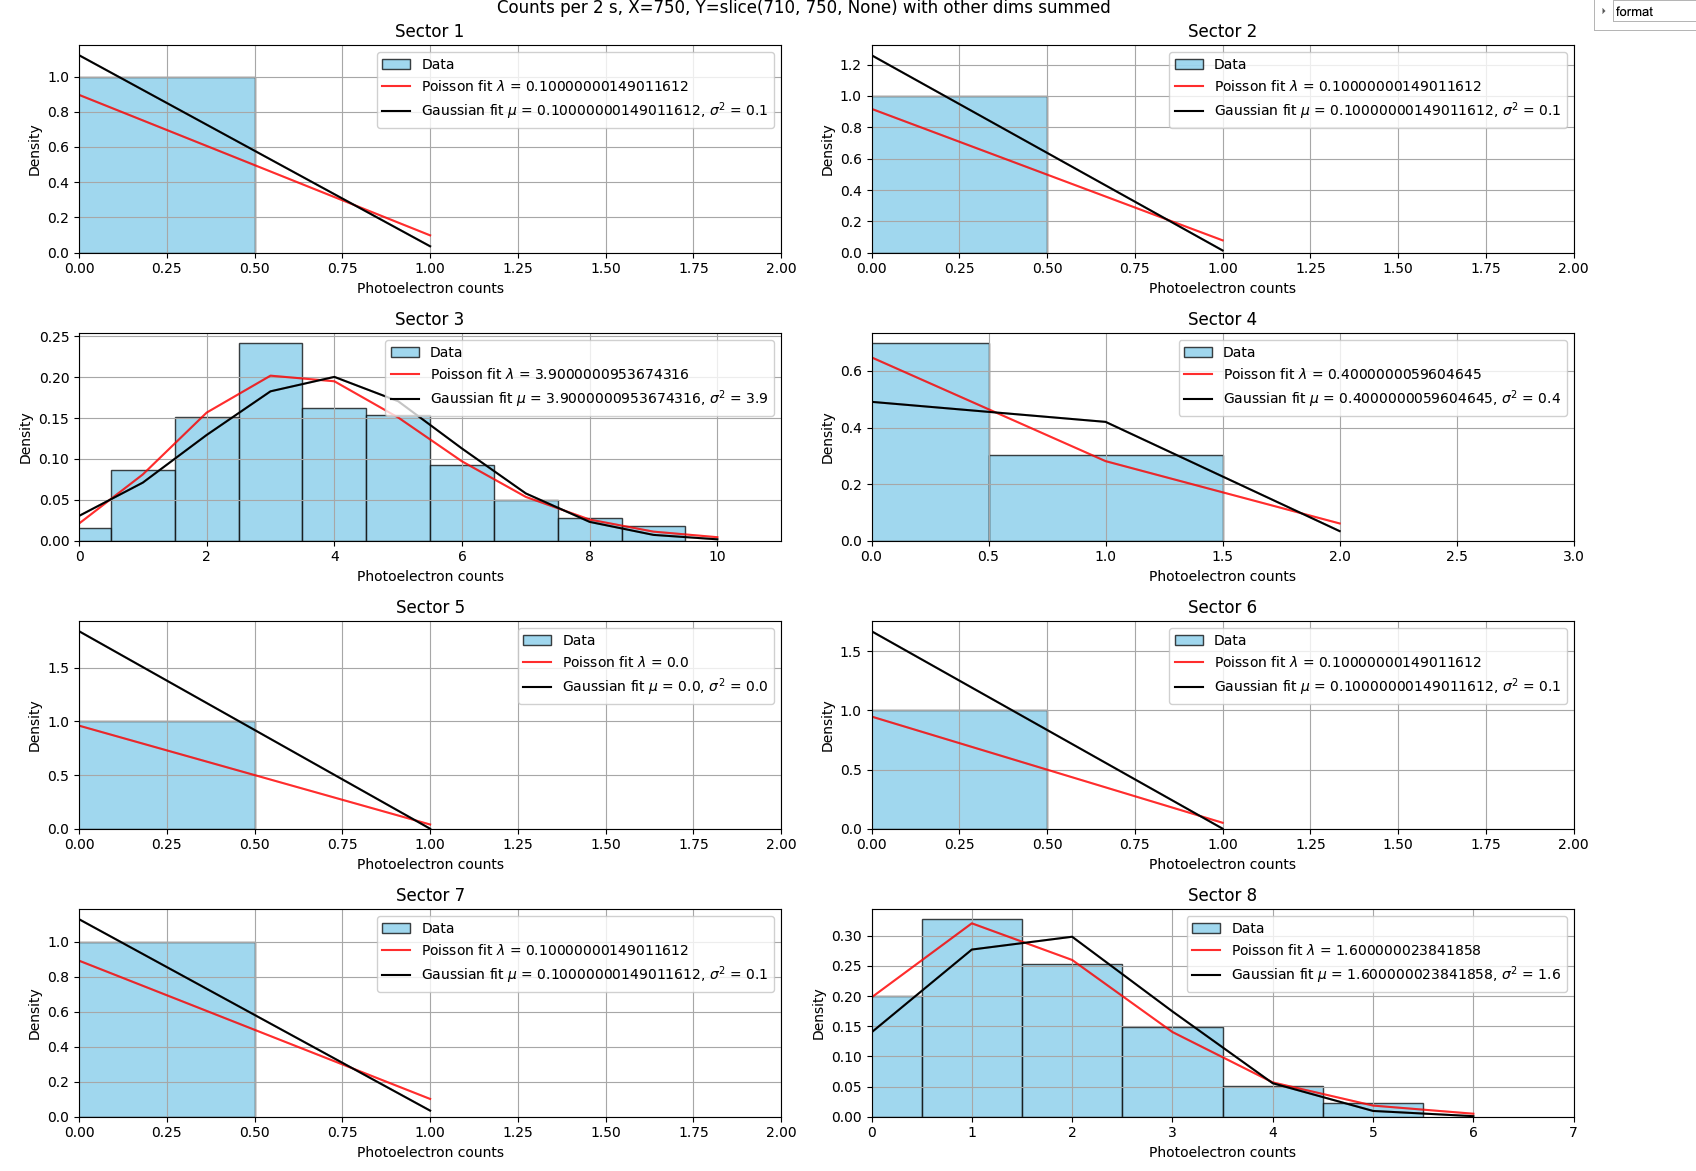 Counts per 2 s, X=750, Y=slice(710, 750, None) with other dims summed
format
Sector 1
Density
1.0
0.8
0.6
0.4
0.2
0.0
Data
Poisson fit λ = 0.10000000149011612
Gaussian fit μ = 0.10000000149011612, σ² = 0.1
0.00 0.25 0.50 0.75 1.00 1.25 1.50 1.75 2.00
Photoelectron counts
Sector 2
Density
1.2
1.0
0.8
0.6
0.4
0.2
0.0
Data
Poisson fit λ = 0.10000000149011612
Gaussian fit μ = 0.10000000149011612, σ² = 0.1
0.00 0.25 0.50 0.75 1.00 1.25 1.50 1.75 2.00
Photoelectron counts
Sector 3
Density
0.25
0.20
0.15
0.10
0.05
0.00
Data
Poisson fit λ = 3.9000000953674316
Gaussian fit μ = 3.9000000953674316, σ² = 3.9
0 2 4 6 8 10
Photoelectron counts
Sector 4
Density
0.6
0.4
0.2
0.0
Data
Poisson fit λ = 0.4000000059604645
Gaussian fit μ = 0.4000000059604645, σ² = 0.4
0.0 0.5 1.0 1.5 2.0 2.5 3.0
Photoelectron counts
Sector 5
Density
1.5
1.0
0.5
0.0
Data
Poisson fit λ = 0.0
Gaussian fit μ = 0.0, σ² = 0.0
0.00 0.25 0.50 0.75 1.00 1.25 1.50 1.75 2.00
Photoelectron counts
Sector 6
Density
1.5
1.0
0.5
0.0
Data
Poisson fit λ = 0.10000000149011612
Gaussian fit μ = 0.10000000149011612, σ² = 0.1
0.00 0.25 0.50 0.75 1.00 1.25 1.50 1.75 2.00
Photoelectron counts
Sector 7
Density
1.0
0.8
0.6
0.4
0.2
0.0
Data
Poisson fit λ = 0.10000000149011612
Gaussian fit μ = 0.10000000149011612, σ² = 0.1
0.00 0.25 0.50 0.75 1.00 1.25 1.50 1.75 2.00
Photoelectron counts
Sector 8
Density
0.30
0.25
0.20
0.15
0.10
0.05
0.00
Data
Poisson fit λ = 1.600000023841858
Gaussian fit μ = 1.600000023841858, σ² = 1.6
0 1 2 3 4 5 6 7
Photoelectron counts